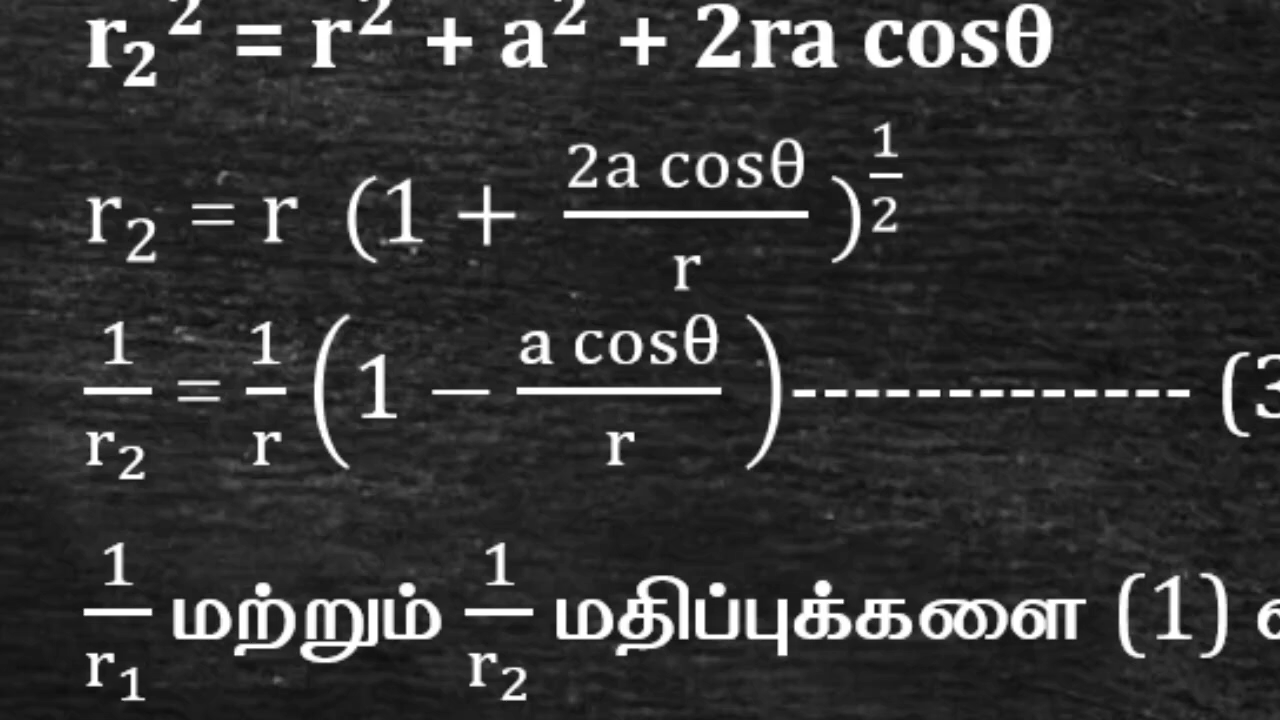 r₂² = r² + a² + 2ra cosθ
r₂ = r (1 + 2a cosθ / r)^1/2
1/r₂ = 1/r (1 − a cosθ / r) ------------- (3
1/r₁ மற்றும் 1/r₂ மதிப்புக்களை (1)